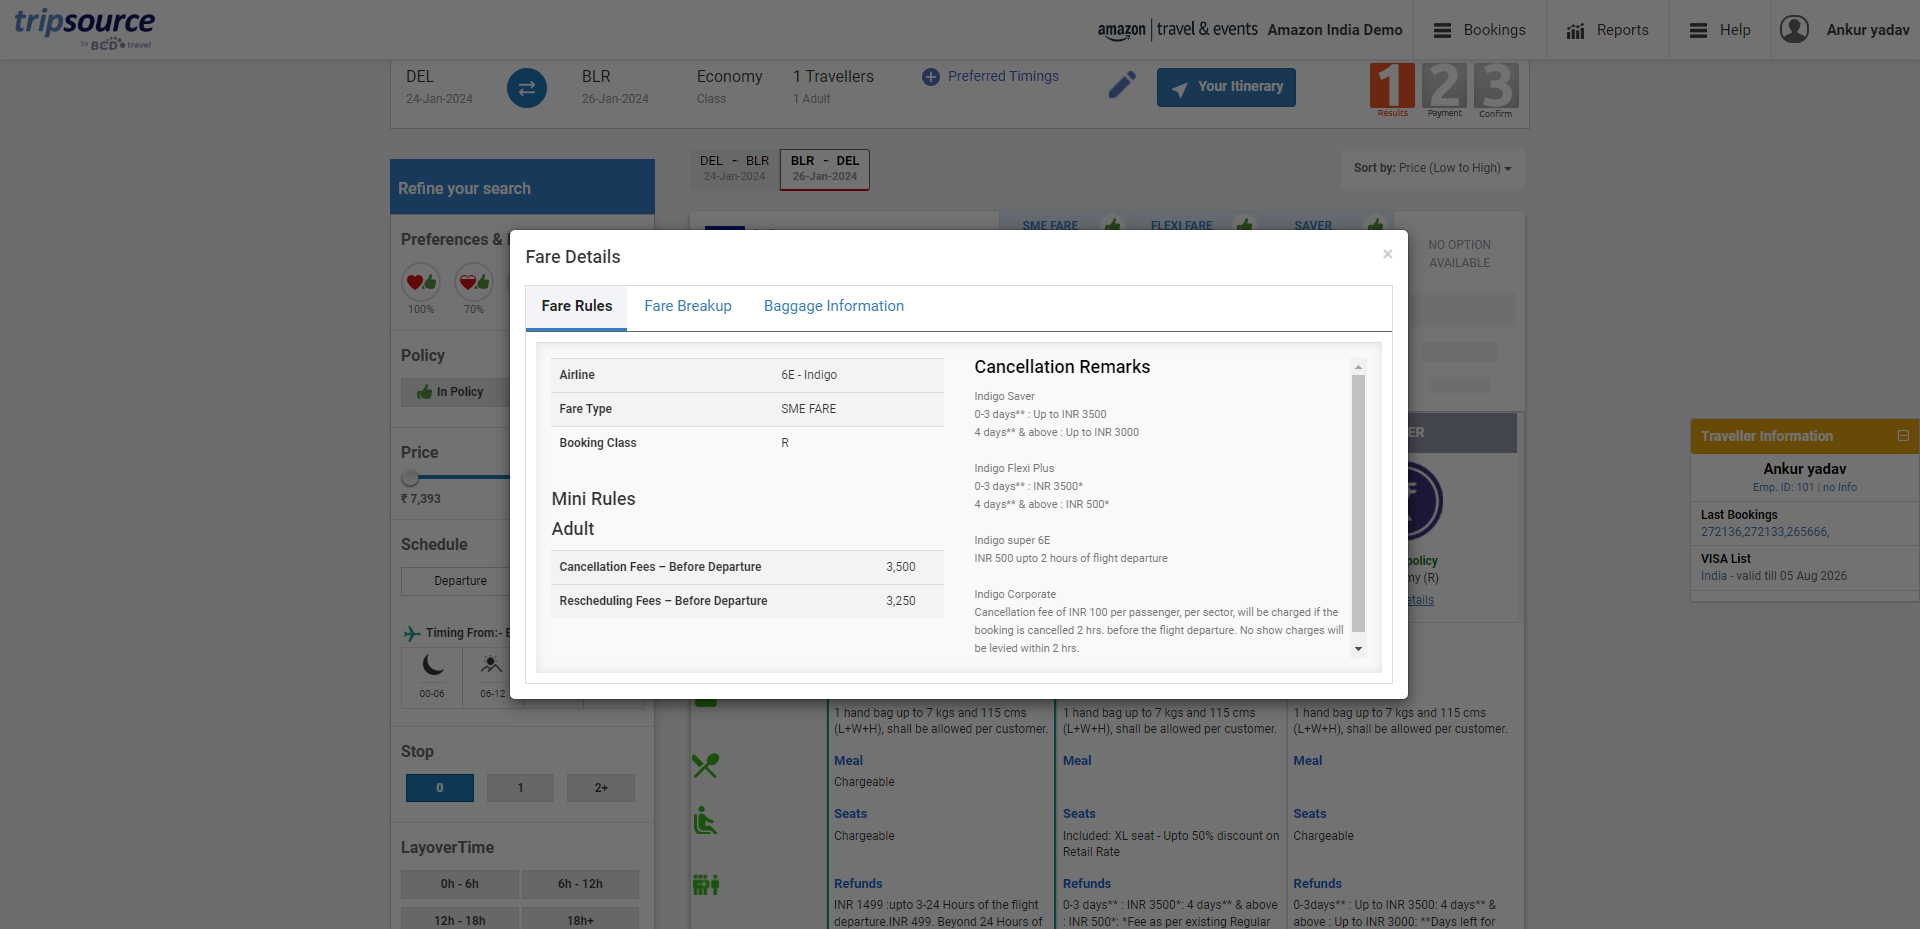 tripsource
by BCD travel
amazon | travel & events
Amazon India Demo
Bookings
Reports
Help
Ankur yadav
DEL
24-Jan-2024
BLR
26-Jan-2024
Economy
Class
1 Travellers
1 Adult
Preferred Timings
Your Itinerary
1
Results
2
Payment
3
Confirm
DEL - BLR
24-Jan-2024
BLR - DEL
26-Jan-2024
Sort by: Price (Low to High)
Refine your search
Preferences &
100%
70%
Policy
In Policy
Price
₹ 7,393
Schedule
Departure
Timing From:-
00-06
06-12
Stop
0
1
2+
LayoverTime
0h - 6h
6h - 12h
12h - 18h
18h+
SME FARE
FLEXI FARE
SAVER
NO OPTION
AVAILABLE
Fare Details
×
Fare Rules
Fare Breakup
Baggage Information
Airline
6E - Indigo
Fare Type
SME FARE
Booking Class
R
Mini Rules
Adult
Cancellation Fees – Before Departure
3,500
Rescheduling Fees – Before Departure
3,250
Cancellation Remarks
Indigo Saver
0-3 days** : Up to INR 3500
4 days** & above : Up to INR 3000
Indigo Flexi Plus
0-3 days** : INR 3500*
4 days** & above : INR 500*
Indigo super 6E
INR 500 upto 2 hours of flight departure
Indigo Corporate
Cancellation fee of INR 100 per passenger, per sector, will be charged if the
booking is cancelled 2 hrs. before the flight departure. No show charges will
be levied within 2 hrs.
ER
policy
my (R)
etails
Traveller Information
Ankur yadav
Emp. ID: 101 | no Info
Last Bookings
272136,272133,265666,
VISA List
India - valid till 05 Aug 2026
1 hand bag up to 7 kgs and 115 cms
(L+W+H), shall be allowed per customer.
Meal
Chargeable
Seats
Chargeable
Refunds
INR 1499 :upto 3-24 Hours of the flight
departure.INR 499. Beyond 24 Hours of
1 hand bag up to 7 kgs and 115 cms
(L+W+H), shall be allowed per customer.
Meal
Seats
Included: XL seat - Upto 50% discount on
Retail Rate
Refunds
0-3 days** : INR 3500*: 4 days** & above
: INR 500*: *Fee as per existing Regular
1 hand bag up to 7 kgs and 115 cms
(L+W+H), shall be allowed per customer.
Meal
Seats
Chargeable
Refunds
0-3days** : Up to INR 3500: 4 days** &
above : Up to INR 3000: **Days left for